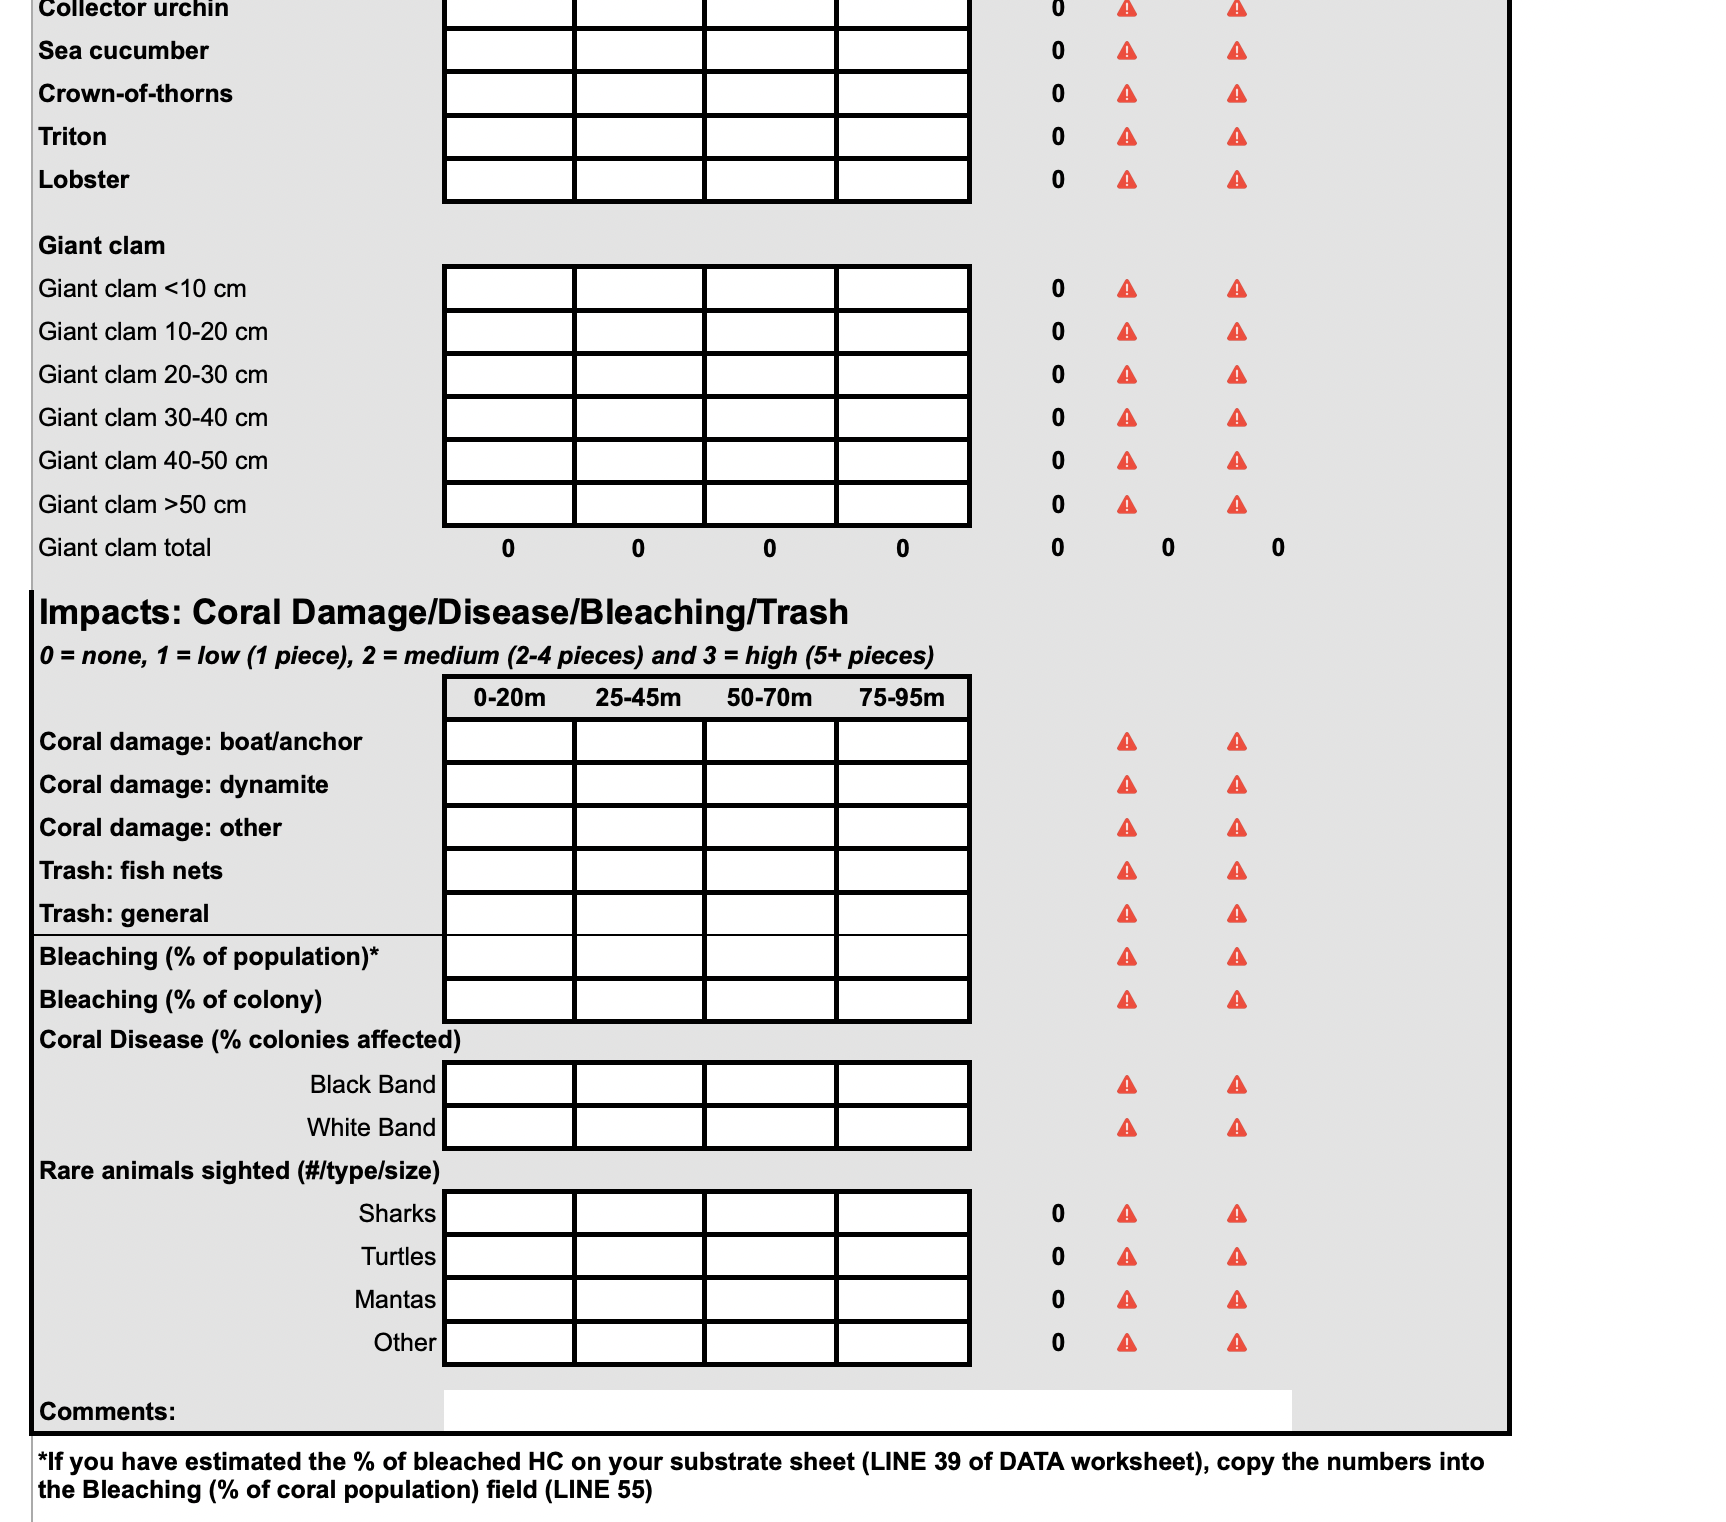 Collector urchin 0
Sea cucumber 0
Crown-of-thorns 0
Triton 0
Lobster 0
Giant clam
Giant clam <10 cm 0
Giant clam 10-20 cm 0
Giant clam 20-30 cm 0
Giant clam 30-40 cm 0
Giant clam 40-50 cm 0
Giant clam >50 cm 0
Giant clam total 0 0 0 0 0 0 0
Impacts: Coral Damage/Disease/Bleaching/Trash
0 = none, 1 = low (1 piece), 2 = medium (2-4 pieces) and 3 = high (5+ pieces)
0-20m 25-45m 50-70m 75-95m
Coral damage: boat/anchor
Coral damage: dynamite
Coral damage: other
Trash: fish nets
Trash: general
Bleaching (% of population)*
Bleaching (% of colony)
Coral Disease (% colonies affected)
Black Band
White Band
Rare animals sighted (#/type/size)
Sharks 0
Turtles 0
Mantas 0
Other 0
Comments:
*If you have estimated the % of bleached HC on your substrate sheet (LINE 39 of DATA worksheet), copy the numbers into
the Bleaching (% of coral population) field (LINE 55)